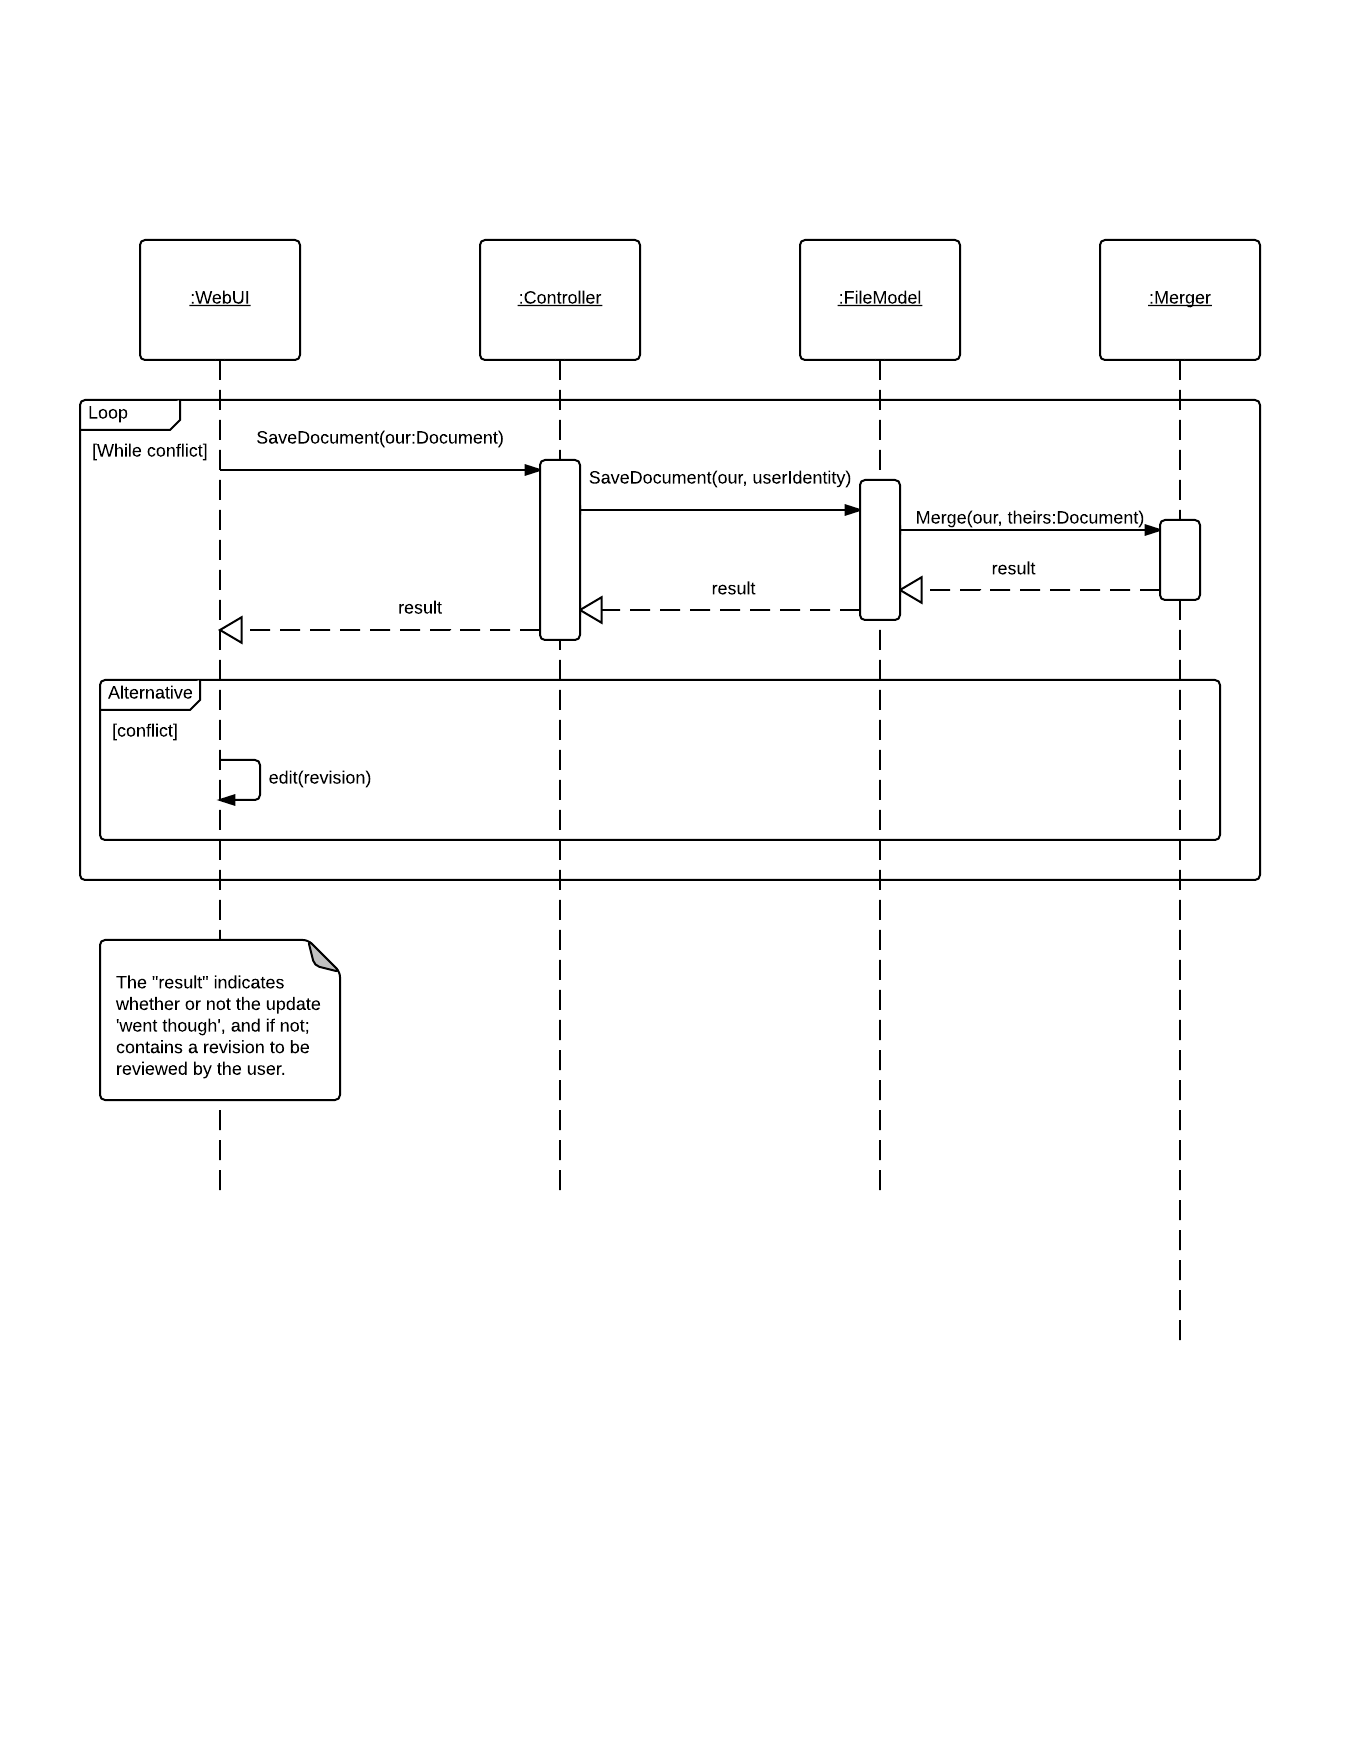 :WebUI
:Controller
:FileModel
:Merger
Loop
[While conflict]
SaveDocument(our:Document)
SaveDocument(our, userIdentity)
Merge(our, theirs:Document)
result
result
result
Alternative
[conflict]
edit(revision)
The "result" indicates
whether or not the update
'went though', and if not;
contains a revision to be
reviewed by the user.